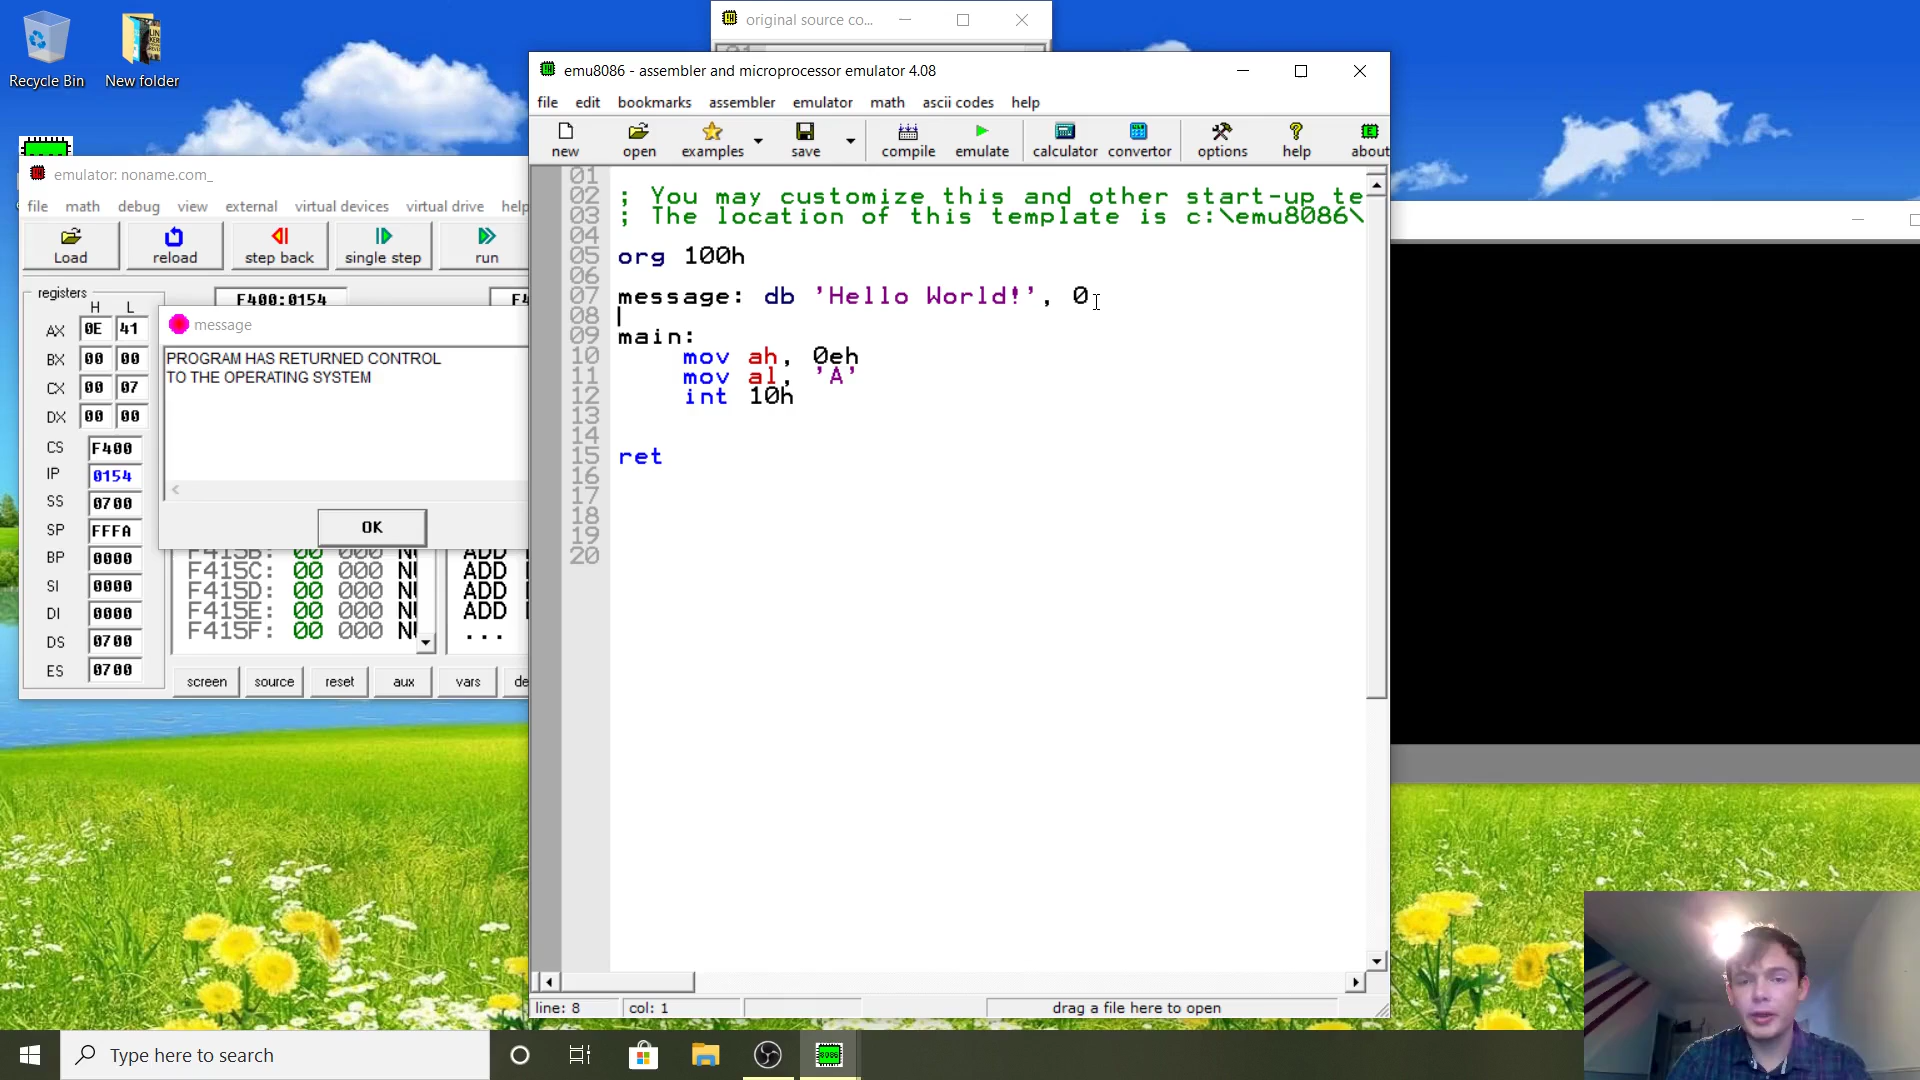 Recycle Bin
New folder
original source co...
emu8086 - assembler and microprocessor emulator 4.08
file edit bookmarks assembler emulator math ascii codes help
new open examples save compile emulate calculator convertor options help about
01
02 ; You may customize this and other start-up te
03 ; The location of this template is c:\emu8086\
04
05 org 100h
06
07 message: db 'Hello World!', 0
08
09 main:
10 mov ah, 0eh
11 mov al, 'A'
12 int 10h
13
14
15 ret
16
17
18
19
20
line: 8 col: 1 drag a file here to open
emulator: noname.com_
file math debug view external virtual devices virtual drive help
Load reload step back single step run
registers
F400:0154
H L
AX 0E 41
BX 00 00
CX 00 07
DX 00 00
CS F400
IP 0154
SS 0700
SP FFFA
BP 0000
SI 0000
DI 0000
DS 0700
ES 0700
message
PROGRAM HAS RETURNED CONTROL
TO THE OPERATING SYSTEM
OK
F415B: 00 000 ADD
F415C: 00 000 ADD
F415D: 00 000 ADD
F415E: 00 000 ADD
F415F: 00 000 ...
screen source reset aux vars
Type here to search
8086